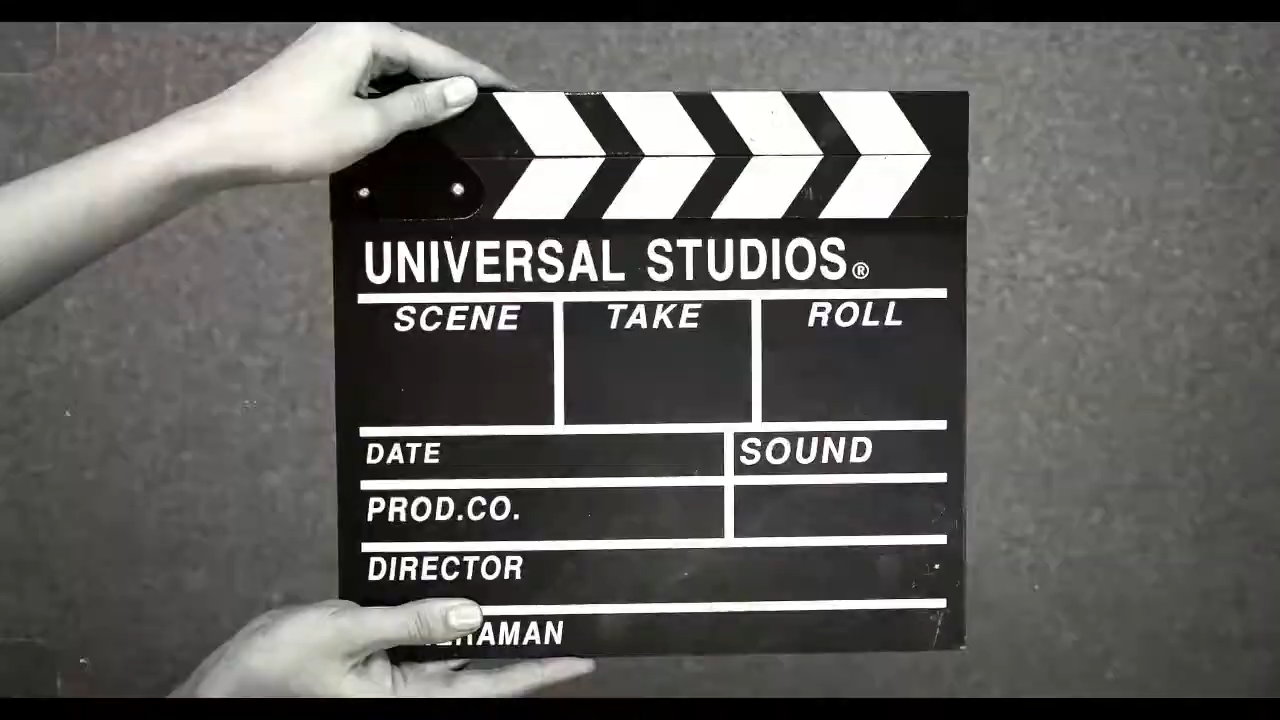 UNIVERSAL STUDIOS®
SCENE TAKE ROLL
DATE SOUND
PROD.CO.
DIRECTOR